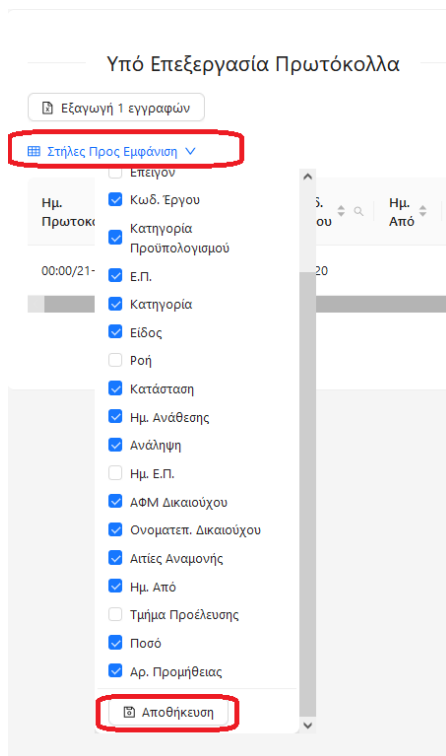 Υπό Επεξεργασία Πρωτόκολλα
Εξαγωγή 1 εγγραφών
Στήλες Προς Εμφάνιση
Επείγον
Κωδ. Έργου
Κατηγορία
Προϋπολογισμού
Ε.Π.
Κατηγορία
Είδος
Ροή
Κατάσταση
Ημ. Ανάθεσης
Ανάληψη
Ημ. Ε.Π.
ΑΦΜ Δικαιούχου
Ονοματεπ. Δικαιούχου
Αιτίες Αναμονής
Ημ. Από
Τμήμα Προέλευσης
Ποσό
Αρ. Προμήθειας
Αποθήκευση
Ημ.
Πρωτοκ
00:00/21-
ου
20
Ημ.
Από